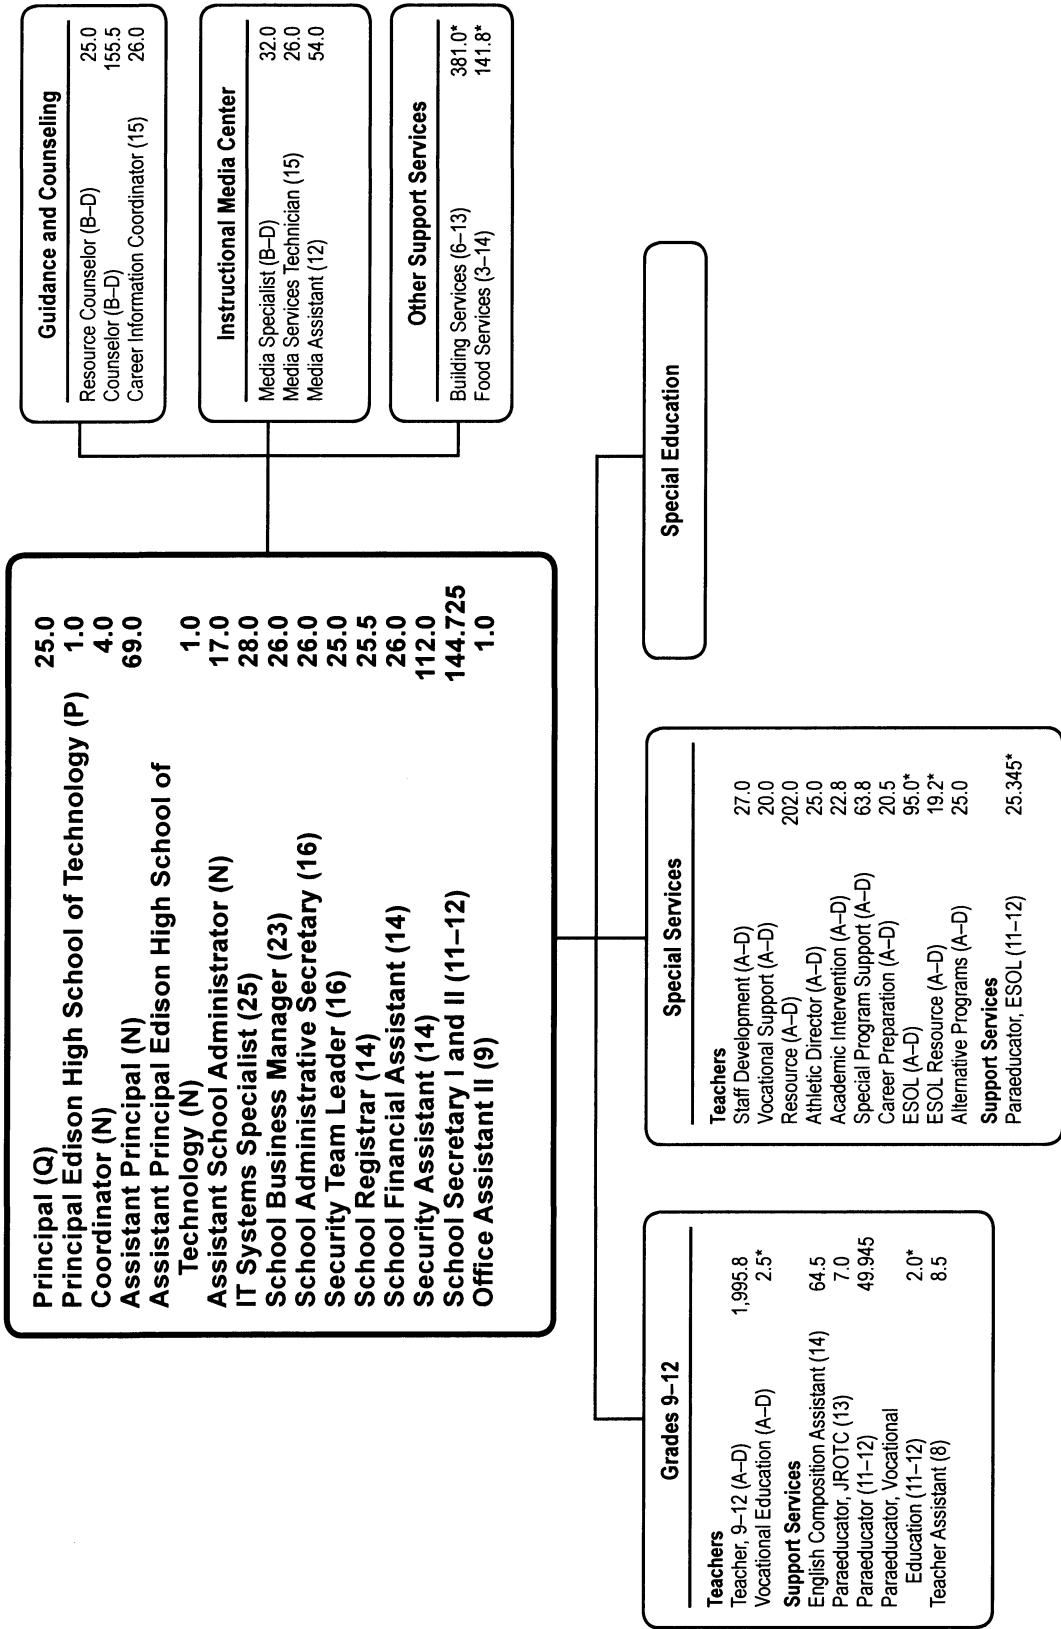 Principal (Q) 25.0
Principal Edison High School of Technology (P) 1.0
Coordinator (N) 4.0
Assistant Principal (N) 69.0
Assistant Principal Edison High School of
Technology (N) 1.0
Assistant School Administrator (N) 17.0
IT Systems Specialist (25) 28.0
School Business Manager (23) 26.0
School Administrative Secretary (16) 26.0
Security Team Leader (16) 25.0
School Registrar (14) 25.5
School Financial Assistant (14) 26.0
Security Assistant (14) 112.0
School Secretary I and II (11–12) 144.725
Office Assistant II (9) 1.0
Guidance and Counseling
Resource Counselor (B–D) 25.0
Counselor (B–D) 155.5
Career Information Coordinator (15) 26.0
Instructional Media Center
Media Specialist (B–D) 32.0
Media Services Technician (15) 26.0
Media Assistant (12) 54.0
Other Support Services
Building Services (6–13) 381.0*
Food Services (3–14) 141.8*
Grades 9–12
Teachers
Teacher, 9–12 (A–D) 1,995.8
Vocational Education (A–D) 2.5*
Support Services
English Composition Assistant (14) 64.5
Paraeducator, JROTC (13) 7.0
Paraeducator (11–12) 49.945
Paraeducator, Vocational
Education (11–12) 2.0*
Teacher Assistant (8) 8.5
Special Services
Teachers
Staff Development (A–D) 27.0
Vocational Support (A–D) 20.0
Resource (A–D) 202.0
Athletic Director (A–D) 25.0
Academic Intervention (A–D) 22.8
Special Program Support (A–D) 63.8
Career Preparation (A–D) 20.5
ESOL (A–D) 95.0*
ESOL Resource (A–D) 19.2*
Alternative Programs (A–D) 25.0
Support Services
Paraeducator, ESOL (11–12) 25.345*
Special Education